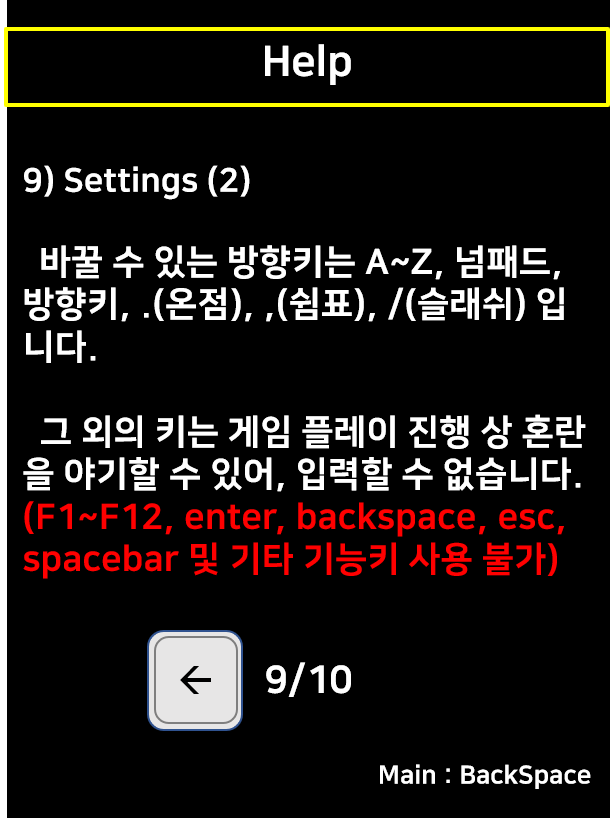 Help
9) Settings (2)
바꿀 수 있는 방향키는 A~Z, 넘패드,
방향키, .(온점), ,(쉼표), /(슬래쉬) 입
니다.
그 외의 키는 게임 플레이 진행 상 혼란
을 야기할 수 있어, 입력할 수 없습니다.
(F1~F12, enter, backspace, esc,
spacebar 및 기타 기능키 사용 불가)
← 9/10
Main : BackSpace